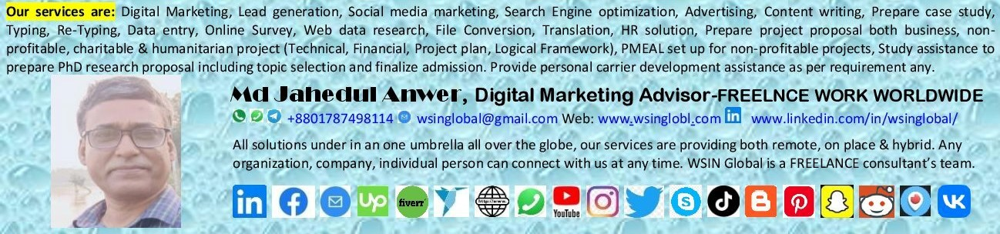 Our services are: Digital Marketing, Lead generation, Social media marketing, Search Engine optimization, Advertising, Content writing, Prepare case study,
Typing, Re-Typing, Data entry, Online Survey, Web data research, File Conversion, Translation, HR solution, Prepare project proposal both business, non-
profitable, charitable & humanitarian project (Technical, Financial, Project plan, Logical Framework), PMEAL set up for non-profitable projects, Study assistance to
prepare PhD research proposal including topic selection and finalize admission. Provide personal carrier development assistance as per requirement any.
Md Jahedul Anwer, Digital Marketing Advisor-FREELNCE WORK WORLDWIDE
+8801787498114 wsinglobal@gmail.com Web: www.wsinglobl.com in www.linkedin.com/in/wsinglobal/
All solutions under in an one umbrella all over the globe, our services are providing both remote, on place & hybrid. Any
organization, company, individual person can connect with us at any time. WSIN Global is a FREELANCE consultant's team.
in f Up fiverr http://www. YouTube S B VK